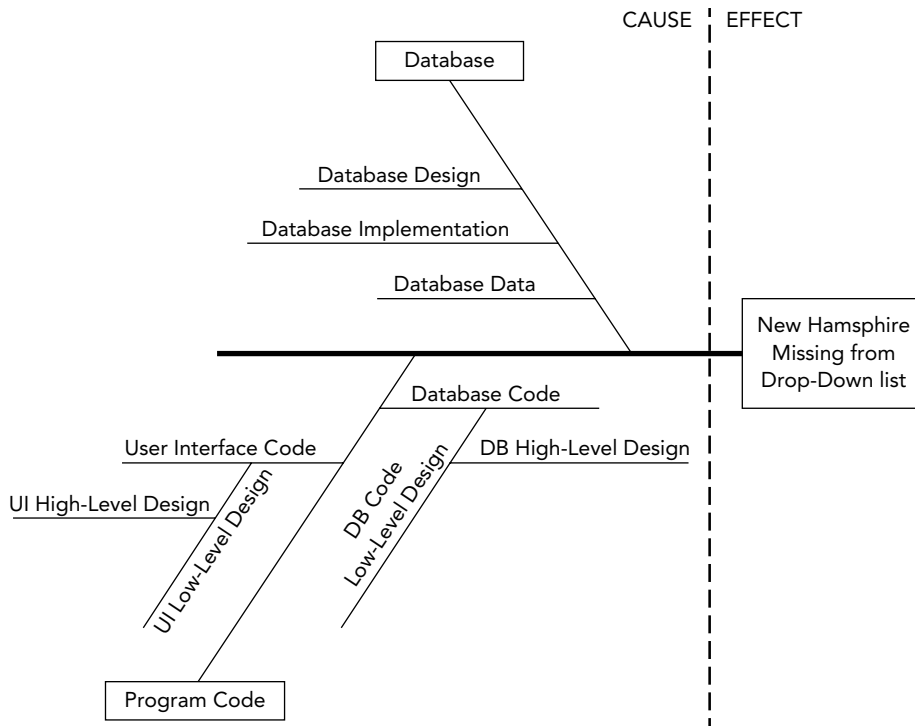 CAUSE EFFECT
Database
Database Design
Database Implementation
Database Data
New Hamsphire
Missing from
Drop-Down list
Database Code
User Interface Code
DB High-Level Design
DB Code
Low-Level Design
UI High-Level Design
UI Low-Level Design
Program Code